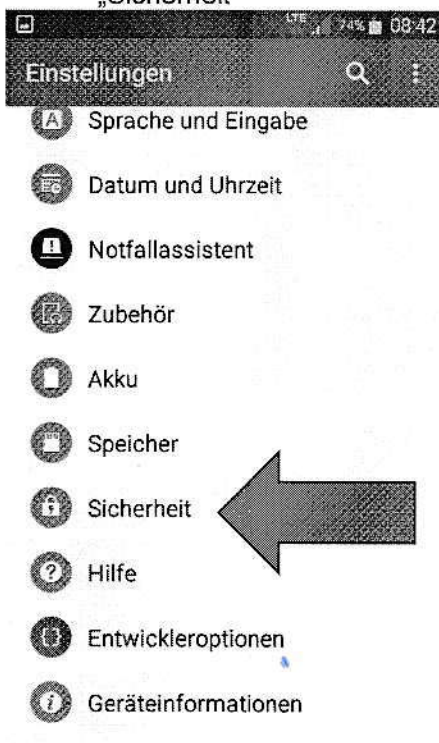 „Sicherheit“
LTE 74% 08:42
Einstellungen
Sprache und Eingabe
Datum und Uhrzeit
Notfallassistent
Zubehör
Akku
Speicher
Sicherheit
Hilfe
Entwickleroptionen
Geräteinformationen